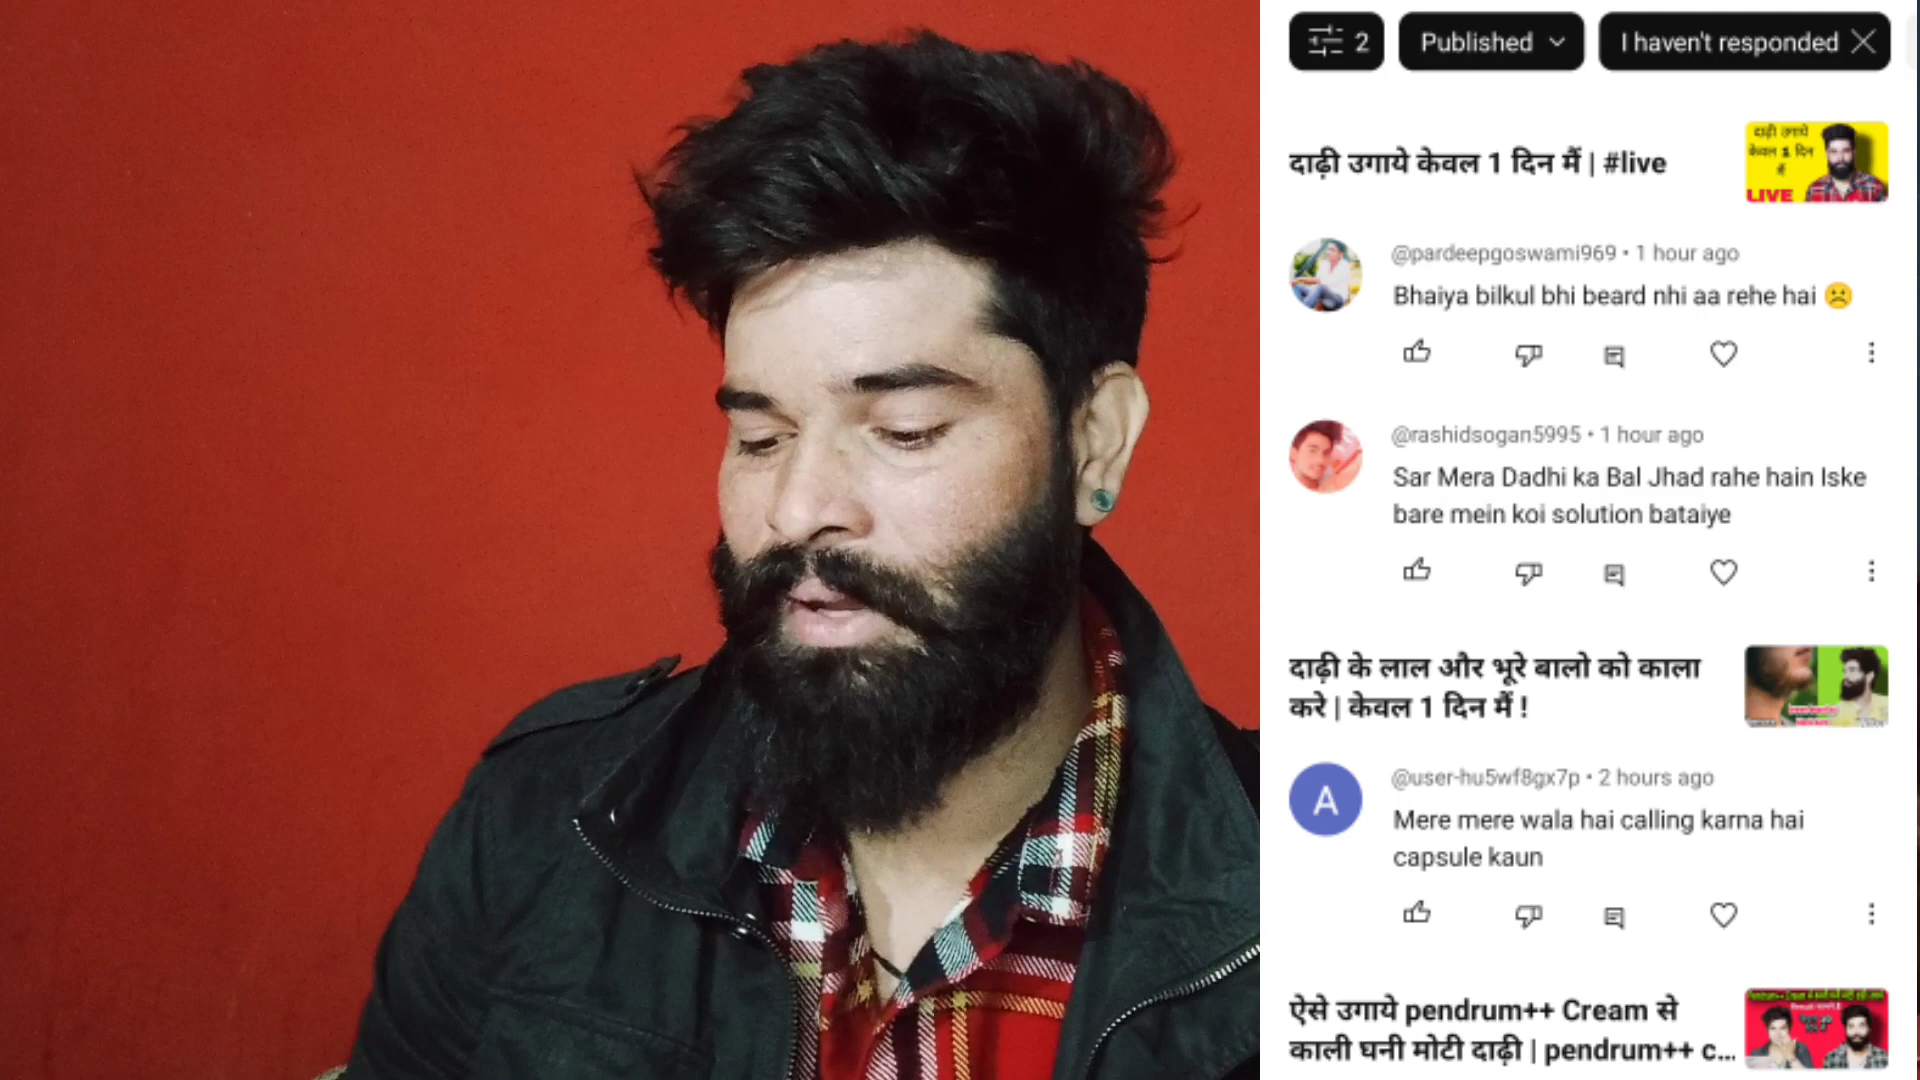 2
Published
I haven't responded
दाढ़ी उगाये केवल 1 दिन मैं | #live
दाढ़ी उगाये
केवल 1 दिन
मैं
LIVE
@pardeepgoswami969 • 1 hour ago
Bhaiya bilkul bhi beard nhi aa rehe hai ☹️
@rashidsogan5995 • 1 hour ago
Sar Mera Dadhi ka Bal Jhad rahe hain Iske
bare mein koi solution bataiye
दाढ़ी के लाल और भूरे बालो को काला
करे | केवल 1 दिन मैं !
A
@user-hu5wf8gx7p • 2 hours ago
Mere mere wala hai calling karna hai
capsule kaun
ऐसे उगाये pendrum++ Cream से
काली घनी मोटी दाढ़ी | pendrum++ c...